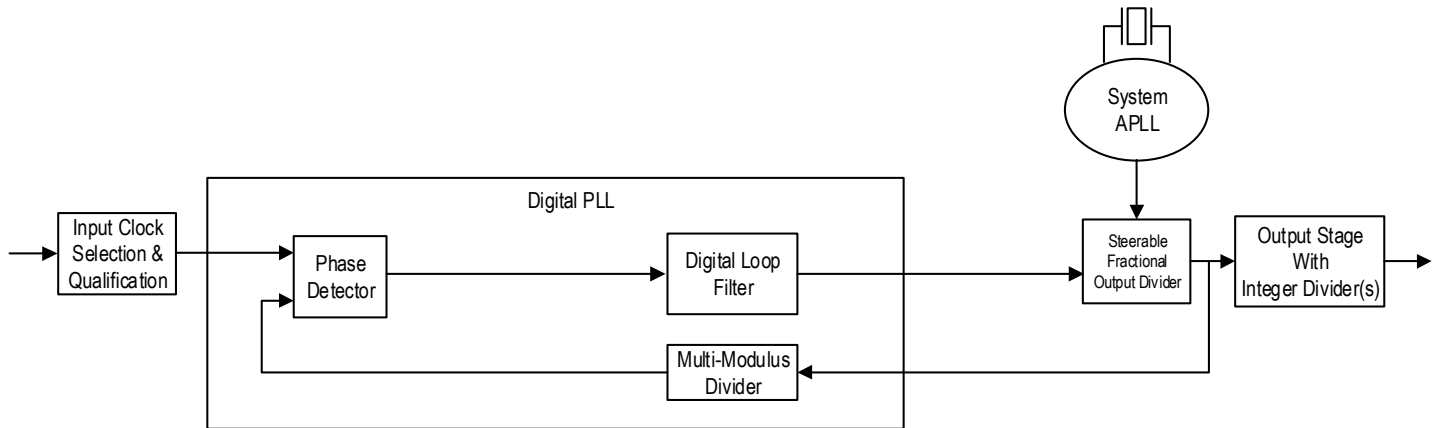 System
APLL
Digital PLL
Input Clock
Selection &
Qualification
Phase
Detector
Digital Loop
Filter
Steerable
Fractional
Output Divider
Output Stage
With
Integer Divider(s)
Multi-Modulus
Divider